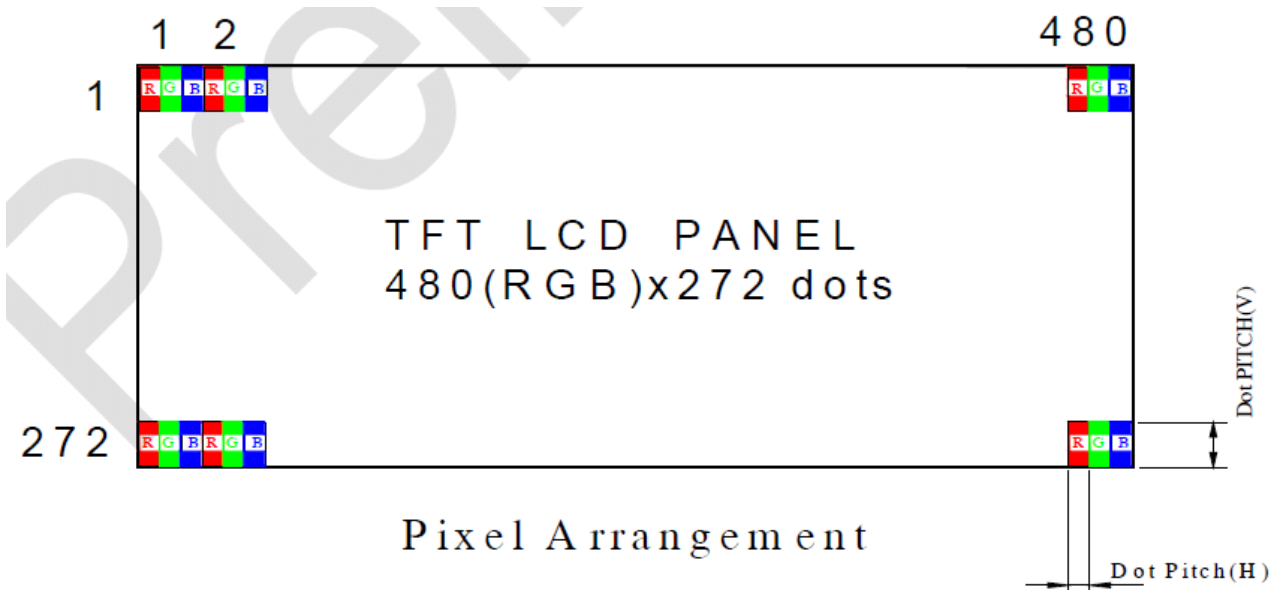 1 2 480
1 R G B R G B R G B
TFT LCD PANEL
480(RGB)x272 dots
Dot PITCH(V)
272 R G B R G B R G B
Pixel Arrangement
Dot Pitch(H)